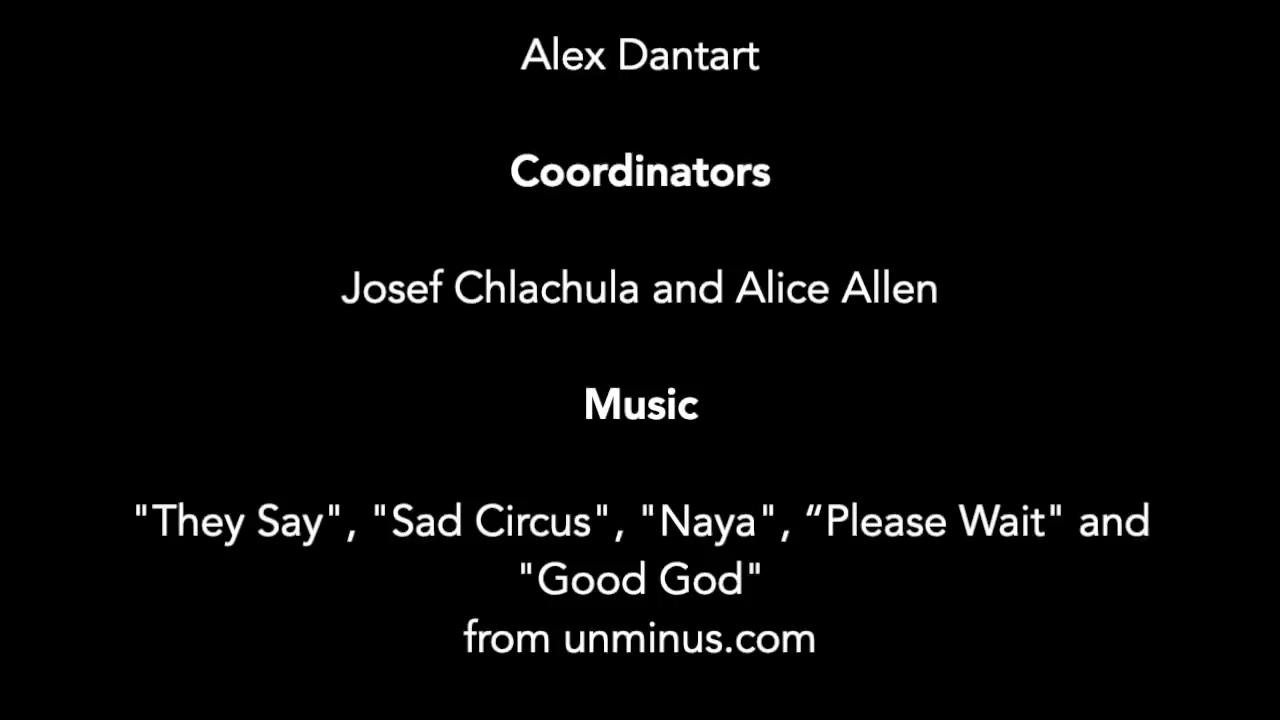 Alex Dantart
Coordinators
Josef Chlachula and Alice Allen
Music
"They Say", "Sad Circus", "Naya", “Please Wait" and
"Good God"
from unminus.com